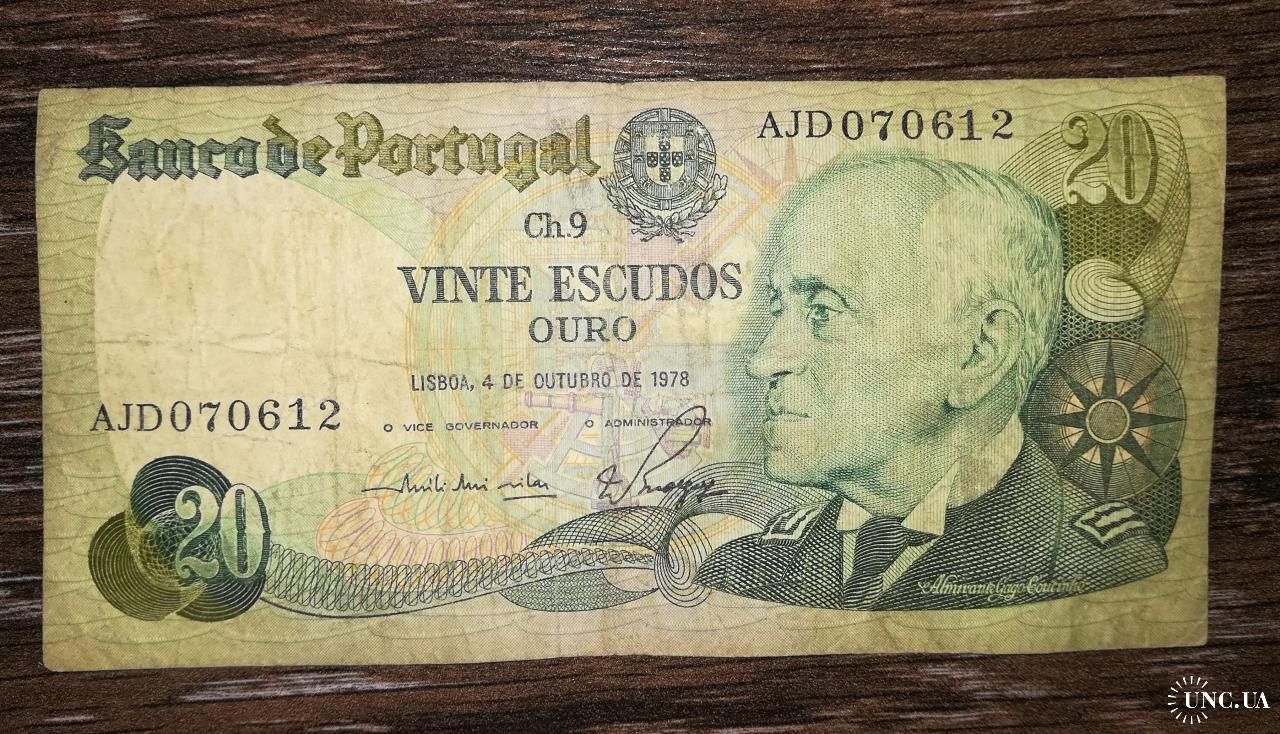 Banco de Portugal
AJD070612
20
Ch.9
VINTE ESCUDOS
OURO
LISBOA, 4 DE OUTUBRO DE 1978
AJD070612
O VICE GOVERNADOR O ADMINISTRADOR
20
Almirante Gago Coutinho
UNC.UA